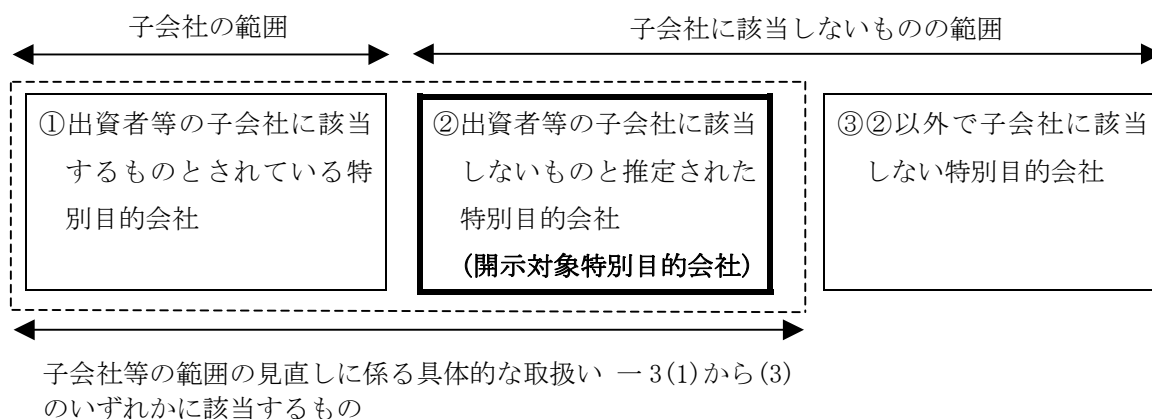 子会社の範囲
子会社に該当しないものの範囲
①出資者等の子会社に該当
するものとされている特
別目的会社
②出資者等の子会社に該当
しないものと推定された
特別目的会社
(開示対象特別目的会社)
③②以外で子会社に該当
しない特別目的会社
子会社等の範囲の見直しに係る具体的な取扱い 一 3(1)から(3)
のいずれかに該当するもの